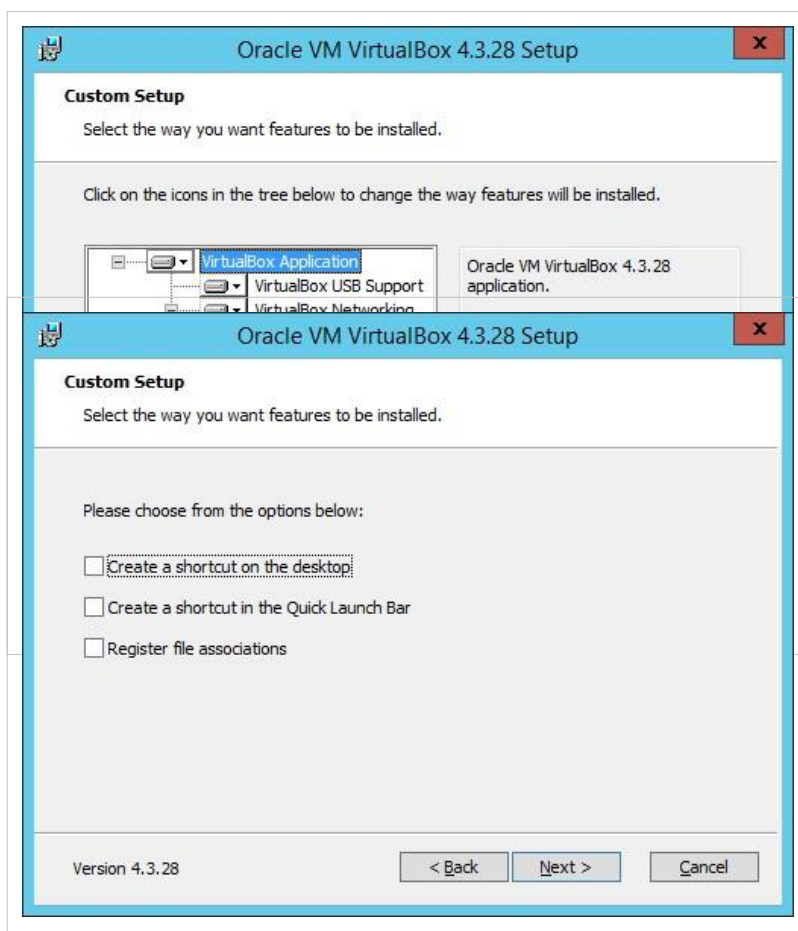 Oracle VM VirtualBox 4.3.28 Setup
x
Custom Setup
Select the way you want features to be installed.
Click on the icons in the tree below to change the way features will be installed.
VirtualBox Application
VirtualBox USB Support
VirtualBox Networking
Oracle VM VirtualBox 4.3.28
application.
Oracle VM VirtualBox 4.3.28 Setup
x
Custom Setup
Select the way you want features to be installed.
Please choose from the options below:
Create a shortcut on the desktop
Create a shortcut in the Quick Launch Bar
Register file associations
Version 4.3.28
< Back
Next >
Cancel